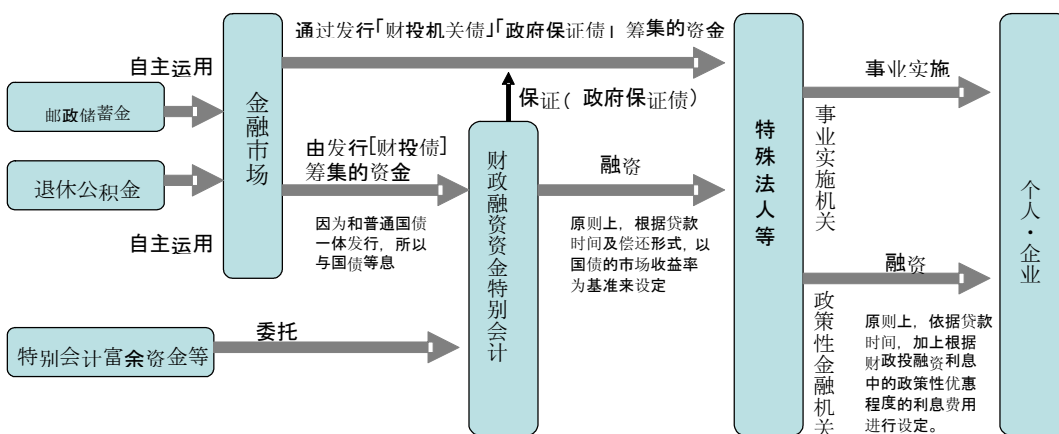 通过发行「财投机关债」「政府保证债」筹集的资金
自主运用
邮政储蓄金
退休公积金
自主运用
特别会计富余资金等
金融市场
由发行[财投债]
筹集的资金
因为和普通国债
一体发行，所以
与国债等息
委托
保证(政府保证债)
财政融资资金特别会计
融资
原则上，根据贷款
时间及偿还形式，以
国债的市场收益率
为基准来设定
特殊法人等
事业实施
事业实施机关
融资
政策性金融机关
原则上，依据贷款
时间，加上根据
财政投融资利息
中的政策性优惠
程度的利息费用
进行设定。
个人·企业